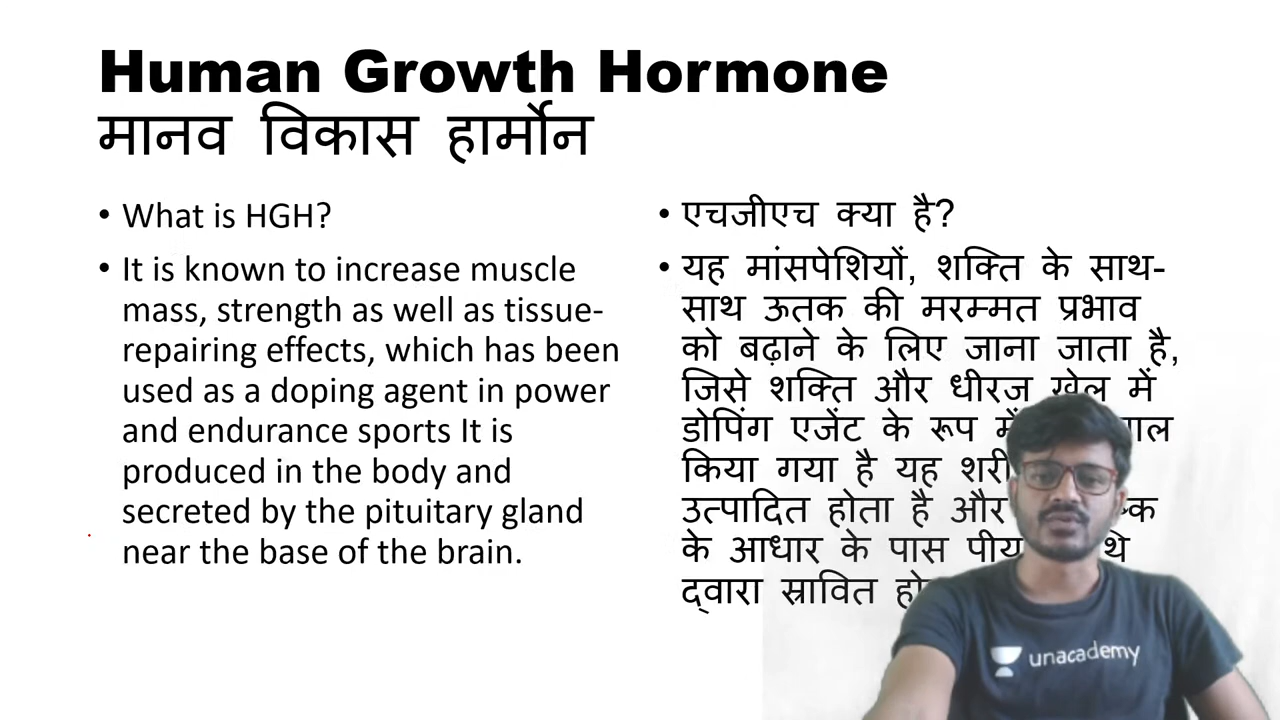 Human Growth Hormone
मानव विकास हार्मोन
• What is HGH?
• It is known to increase muscle
mass, strength as well as tissue-
repairing effects, which has been
used as a doping agent in power
and endurance sports It is
produced in the body and
secreted by the pituitary gland
near the base of the brain.
• एचजीएच क्या है?
• यह मांसपेशियों, शक्ति के साथ-
साथ ऊतक की मरम्मत प्रभाव
को बढ़ाने के लिए जाना जाता है,
जिसे शक्ति और धीरज खेल में
डोपिंग एजेंट के रूप में
किया गया है यह
उत्पादित होता है और
के आधार के पास
द्वारा स्रावित
unacademy